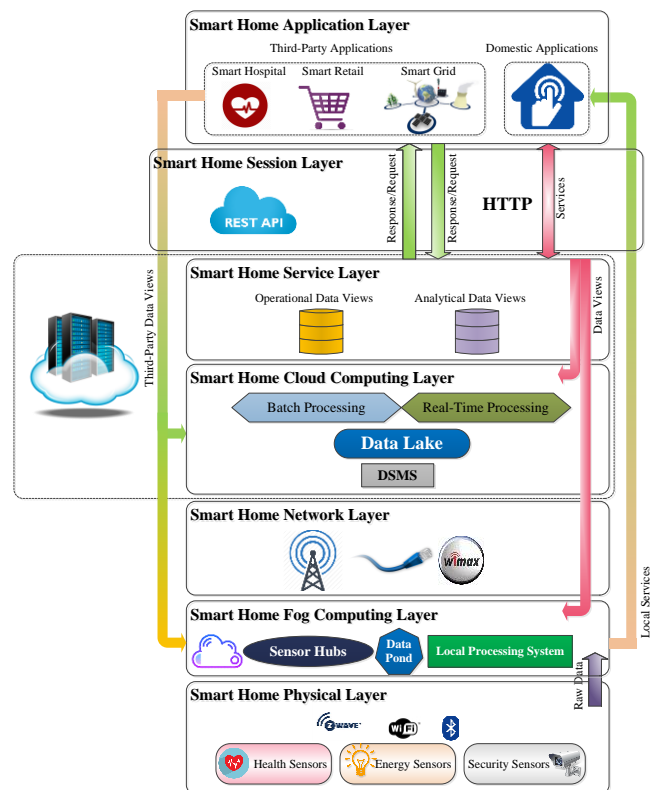 Smart Home Application Layer
Third-Party Applications
Domestic Applications
Smart Hospital
Smart Retail
Smart Grid
Smart Home Session Layer
REST API
Response/Request
Response/Request
HTTP
Services
Smart Home Service Layer
Operational Data Views
Analytical Data Views
Data Views
Third-Party Data Views
Smart Home Cloud Computing Layer
Batch Processing
Real-Time Processing
Data Lake
DSMS
Smart Home Network Layer
wimax
Smart Home Fog Computing Layer
Sensor Hubs
Data
Pond
Local Processing System
Local Services
Raw Data
Smart Home Physical Layer
Z WAVE
WiFi
Health Sensors
Energy Sensors
Security Sensors